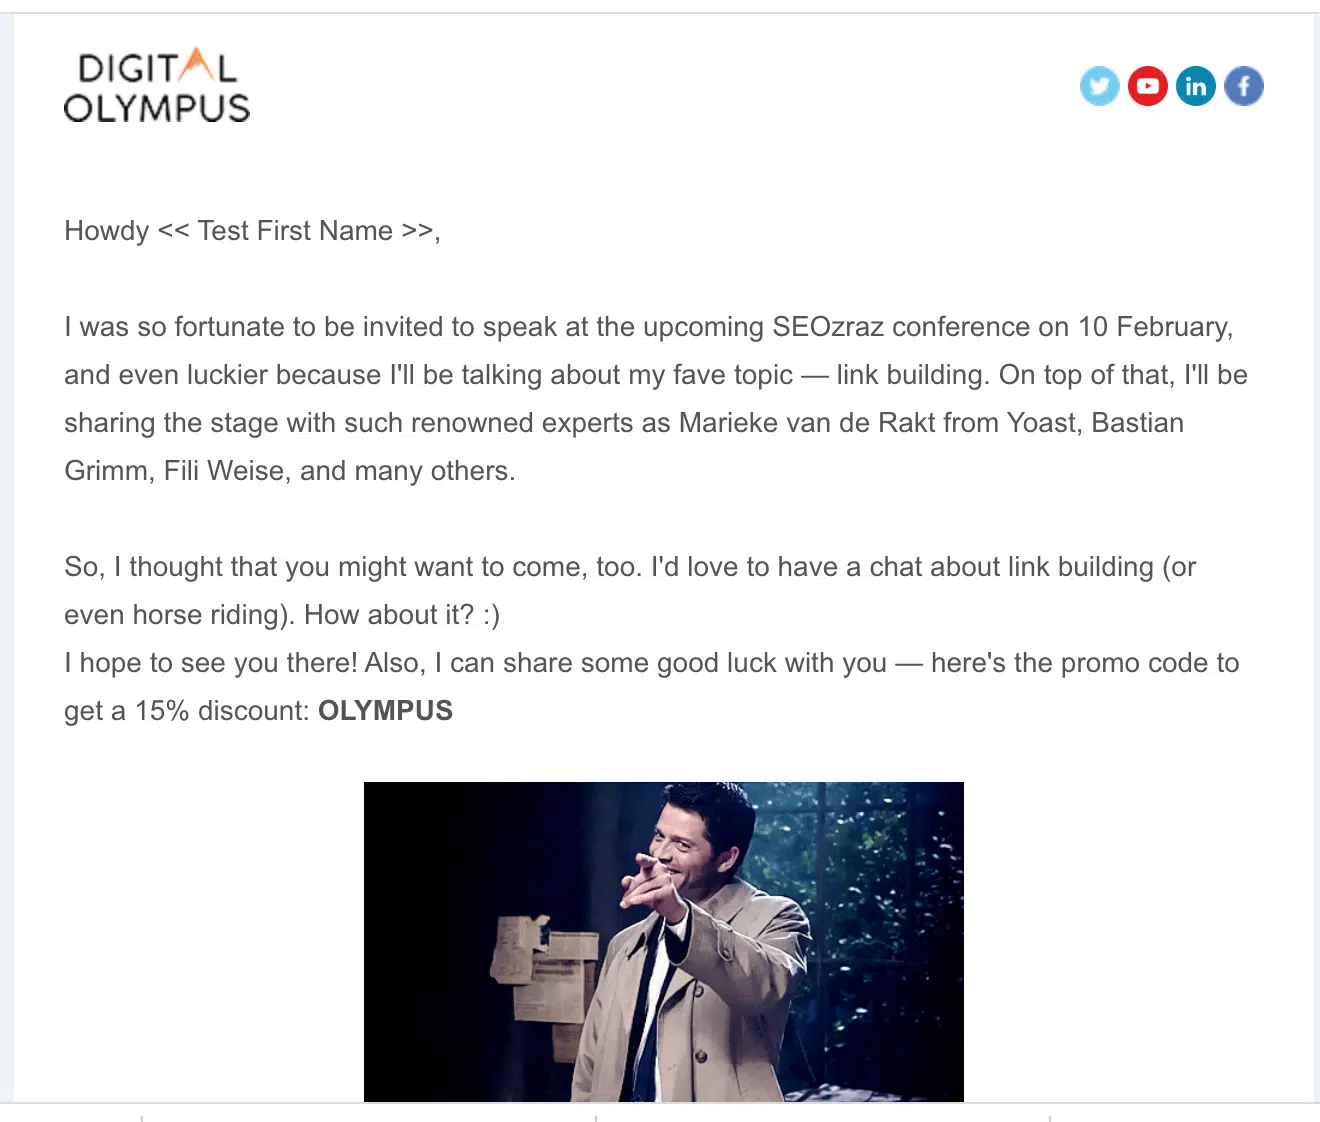 DIGITAL
OLYMPUS
in f
Howdy << Test First Name >>,
I was so fortunate to be invited to speak at the upcoming SEOzraz conference on 10 February,
and even luckier because I'll be talking about my fave topic — link building. On top of that, I'll be
sharing the stage with such renowned experts as Marieke van de Rakt from Yoast, Bastian
Grimm, Fili Weise, and many others.
So, I thought that you might want to come, too. I'd love to have a chat about link building (or
even horse riding). How about it? :)
I hope to see you there! Also, I can share some good luck with you — here's the promo code to
get a 15% discount: OLYMPUS